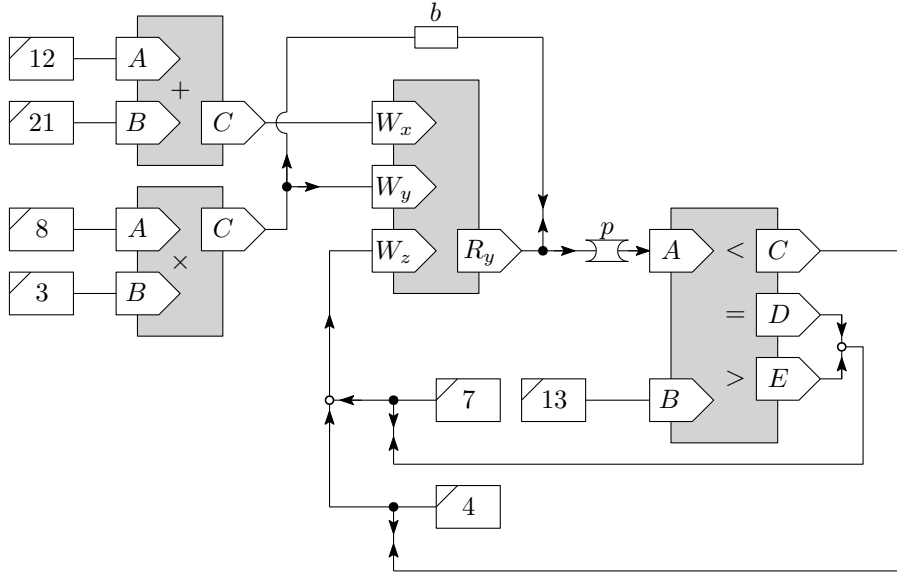 b
12 A
+
21 B C W_x
8 A C W_y
×
3 B W_z R_y p A < C
= D
> E
7 13 B
4